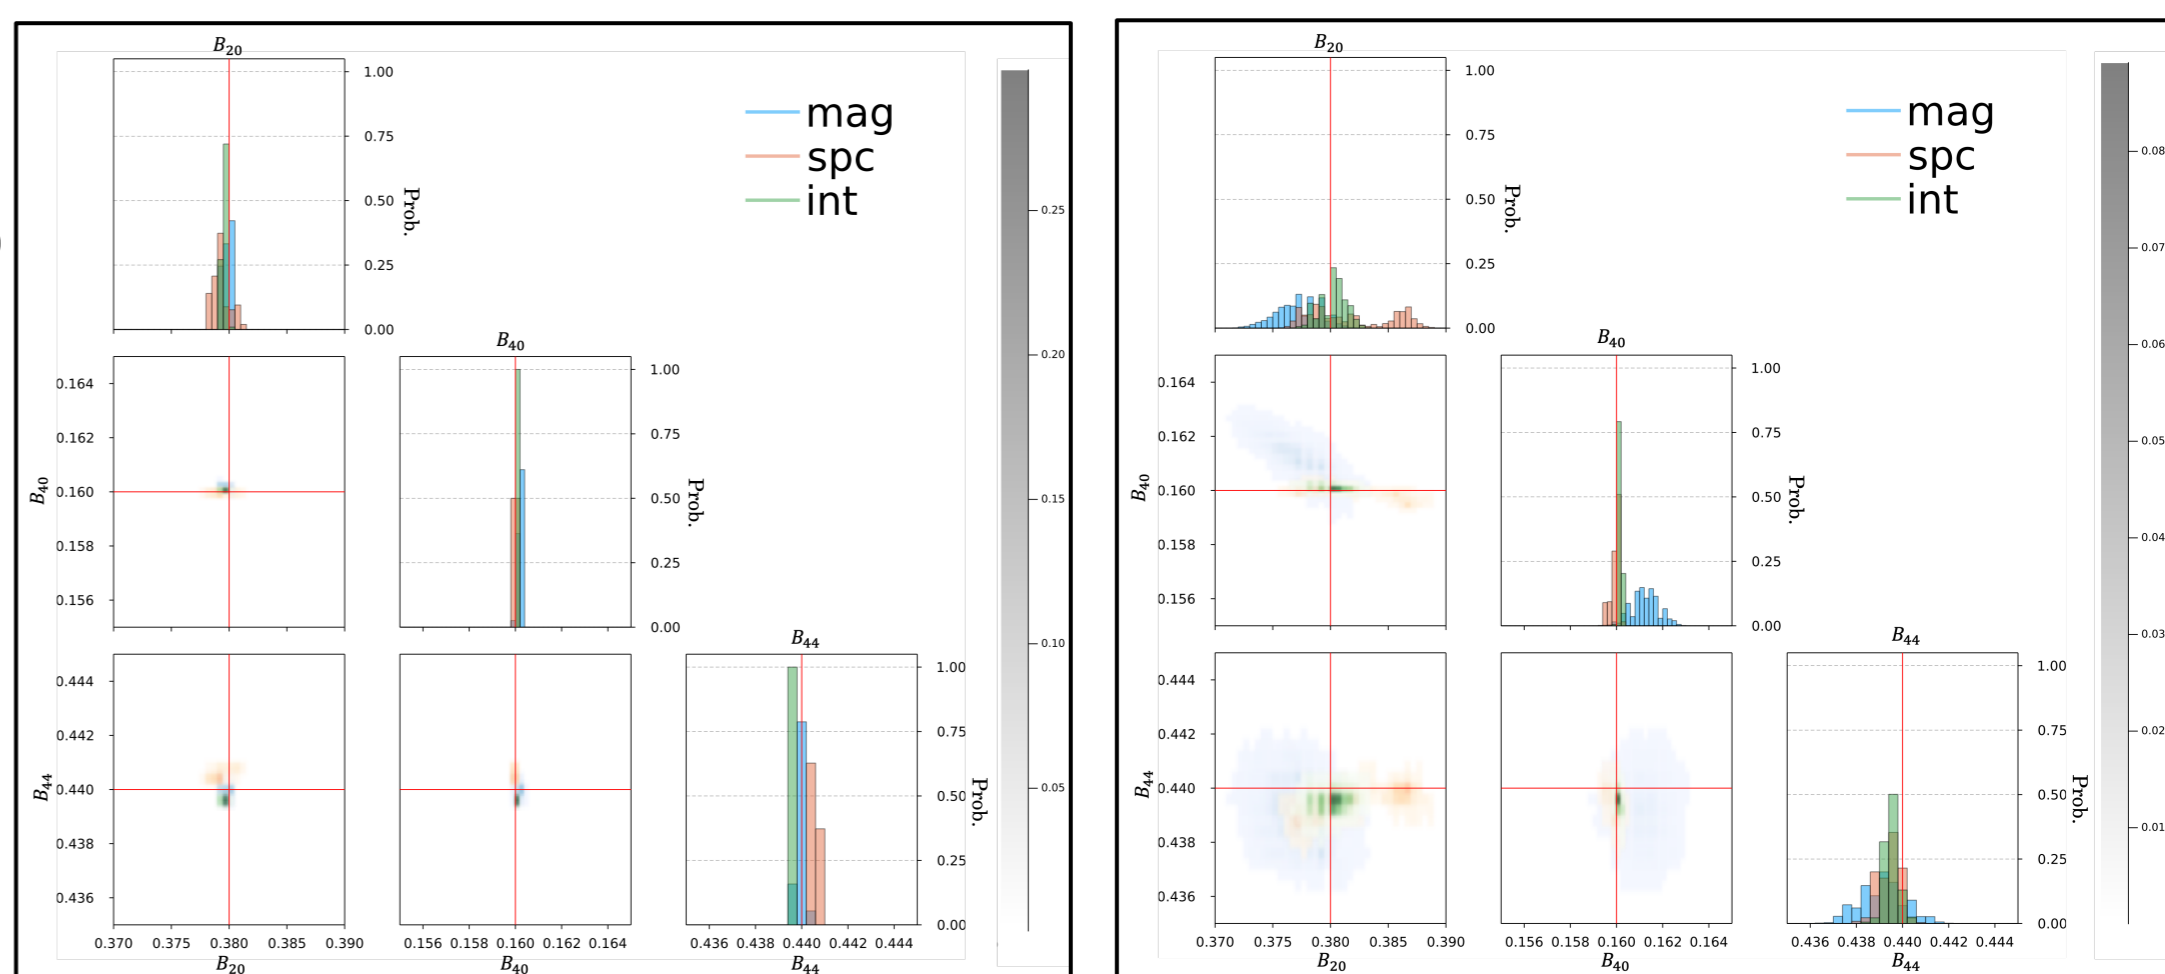 B20
1.00
0.75
0.50
0.25
0.00
Prob.
mag
spc
int
0.25
0.20
0.15
0.10
0.05
B40
0.164
0.162
0.160
0.158
0.156
B40
1.00
0.75
0.50
0.25
0.00
Prob.
B44
0.444
0.442
0.440
0.438
0.436
B44
1.00
0.75
0.50
0.25
0.00
Prob.
0.370 0.375 0.380 0.385 0.390
0.156 0.158 0.160 0.162 0.164
0.436 0.438 0.440 0.442 0.444
B20 B40 B44
B20
1.00
0.75
0.50
0.25
0.00
Prob.
mag
spc
int
0.08
0.07
0.06
0.05
0.04
0.03
0.02
0.01
B40
0.164
0.162
0.160
0.158
0.156
B40
1.00
0.75
0.50
0.25
0.00
Prob.
B44
0.444
0.442
0.440
0.438
0.436
B44
1.00
0.75
0.50
0.25
0.00
Prob.
0.370 0.375 0.380 0.385 0.390
0.156 0.158 0.160 0.162 0.164
0.436 0.438 0.440 0.442 0.444
B20 B40 B44